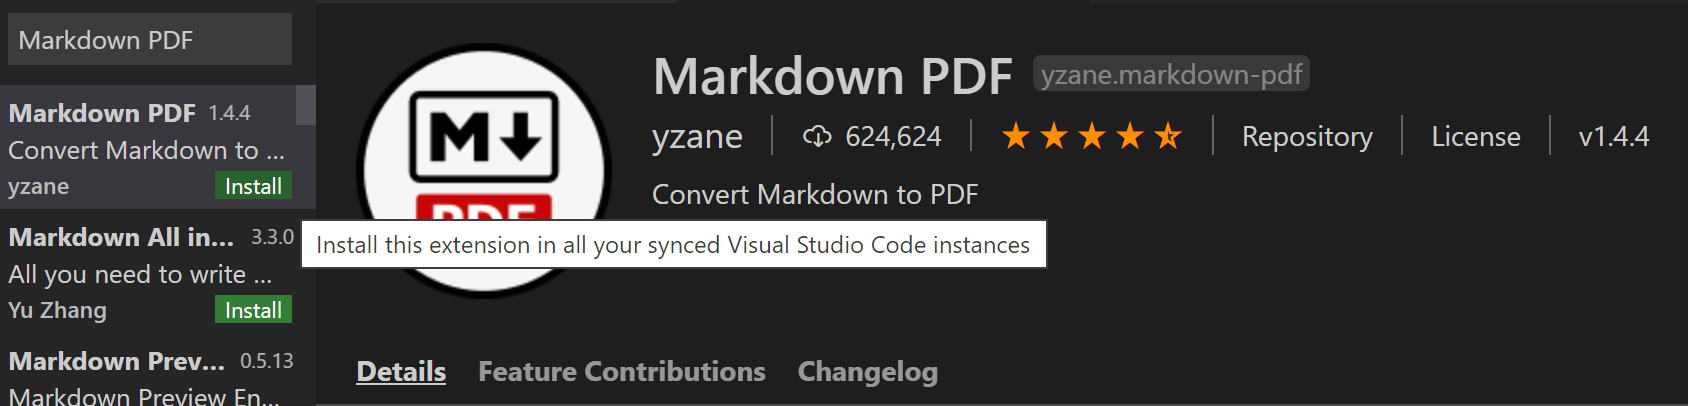 Markdown PDF
Markdown PDF 1.4.4
Convert Markdown to ...
yzane Install
Markdown All in... 3.3.0
All you need to write ...
Yu Zhang Install
Markdown Prev... 0.5.13
Markdown Preview En...
Markdown PDF yzane.markdown-pdf
yzane 624,624 Repository License v1.4.4
Convert Markdown to PDF
M
PDF
Install this extension in all your synced Visual Studio Code instances
Details Feature Contributions Changelog